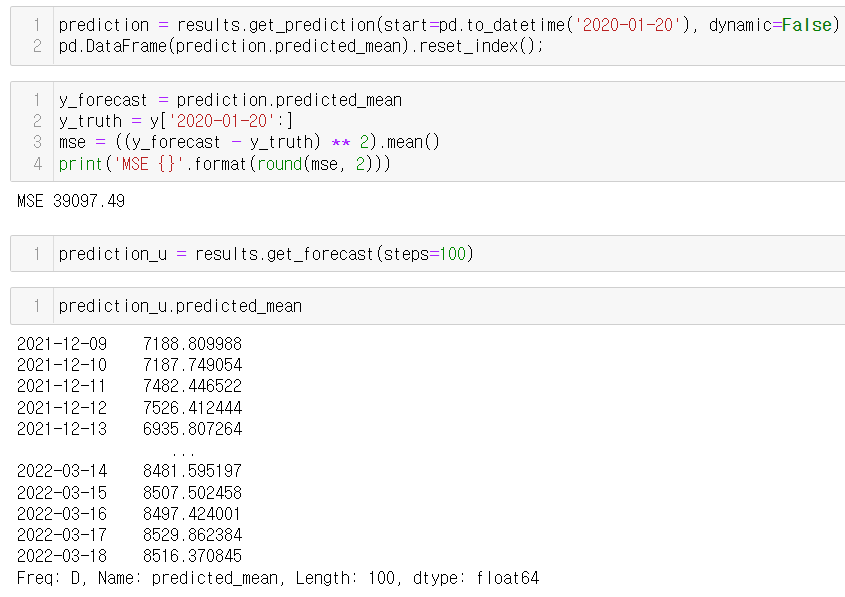 1 prediction = results.get_prediction(start=pd.to_datetime('2020-01-20'), dynamic=False)
2 pd.DataFrame(prediction.predicted_mean).reset_index();
1 y_forecast = prediction.predicted_mean
2 y_truth = y['2020-01-20':]
3 mse = ((y_forecast - y_truth) ** 2).mean()
4 print('MSE {}'.format(round(mse, 2)))
MSE 39097.49
1 prediction_u = results.get_forecast(steps=100)
1 prediction_u.predicted_mean
2021-12-09 7188.809988
2021-12-10 7187.749054
2021-12-11 7482.446522
2021-12-12 7526.412444
2021-12-13 6935.807264
...
2022-03-14 8481.595197
2022-03-15 8507.502458
2022-03-16 8497.424001
2022-03-17 8529.862384
2022-03-18 8516.370845
Freq: D, Name: predicted_mean, Length: 100, dtype: float64